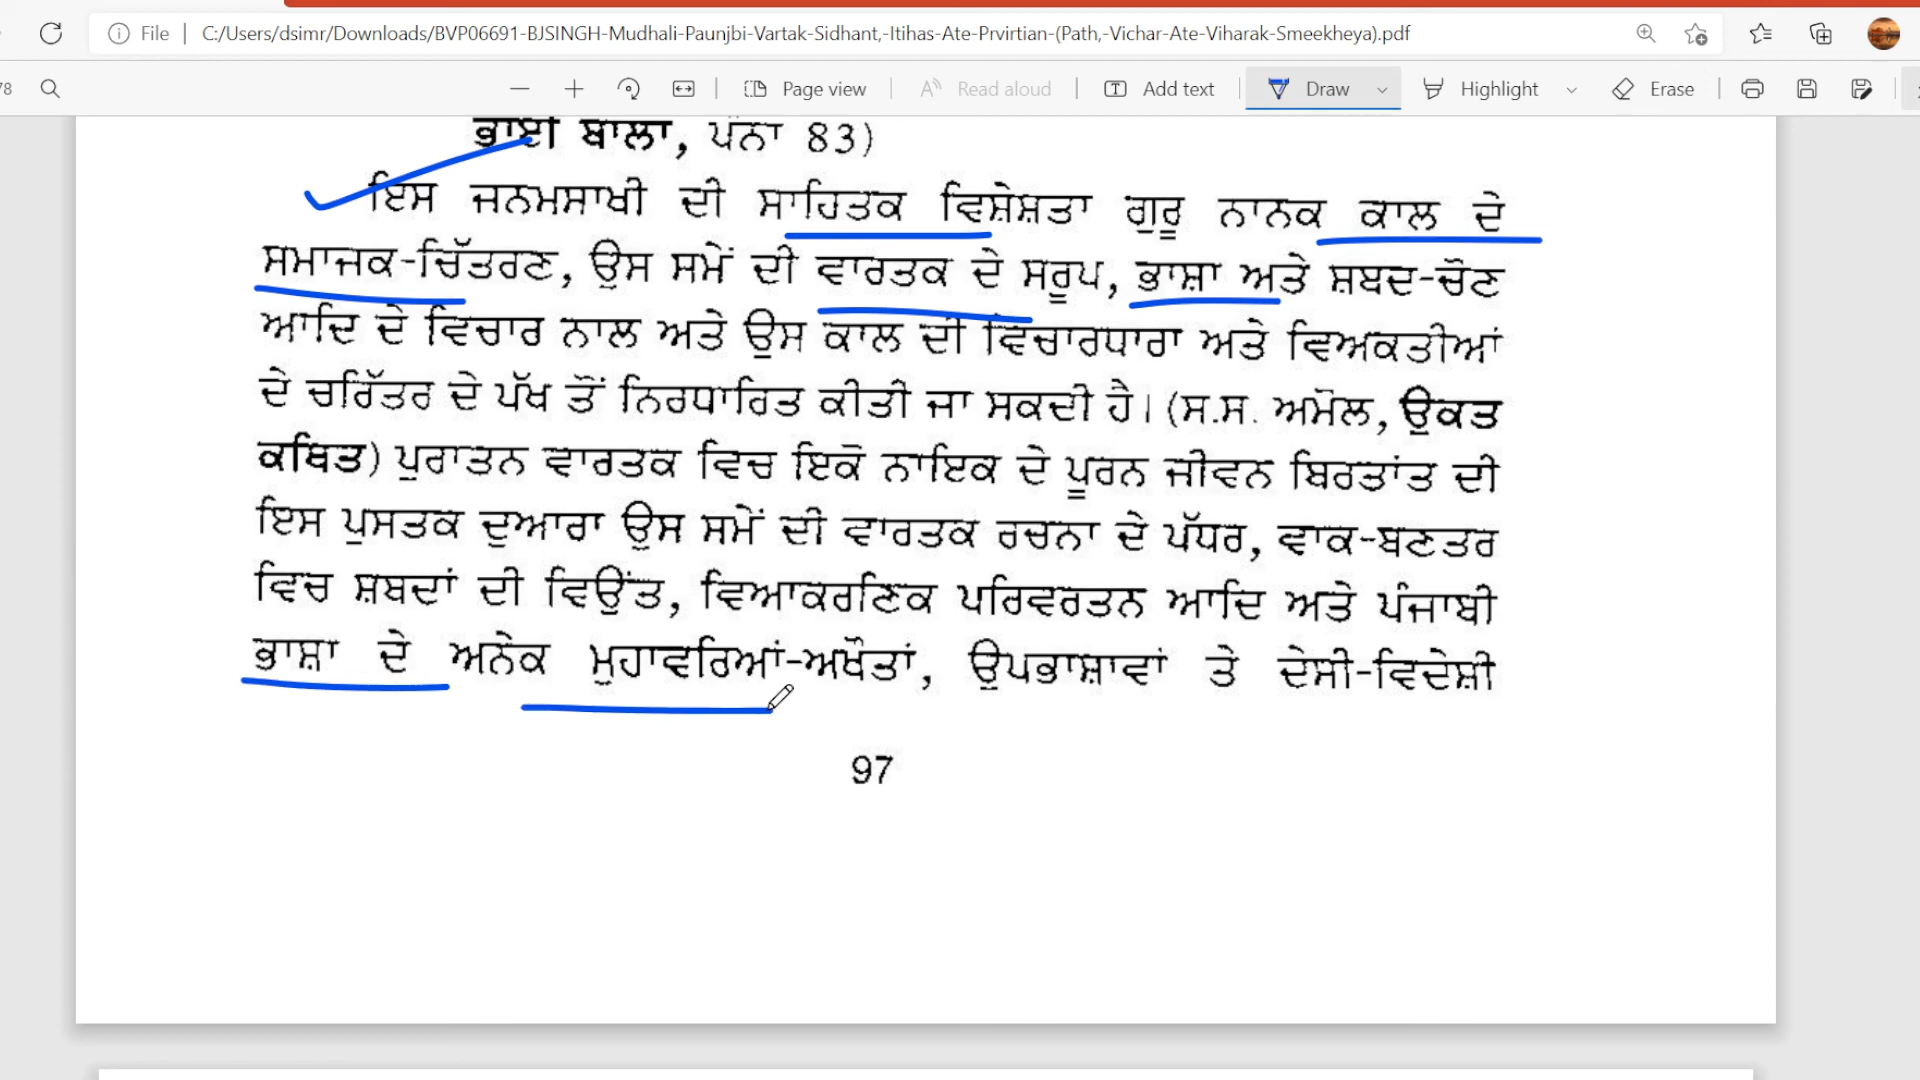 File C:/Users/dsimr/Downloads/BVP06691-BJSINGH-Mudhali-Paunjbi-Vartak-Sidhant,-Itihas-Ate-Prvirtian-(Path,-Vichar-Ate-Viharak-Smeekheya).pdf
78 Page view Read aloud Add text Draw Highlight Erase
ਭਾਈ ਬਾਲਾ, ਪੰਨਾ 83)
ਇਸ ਜਨਮਸਾਖੀ ਦੀ ਸਾਹਿਤਕ ਵਿਸ਼ੇਸ਼ਤਾ ਗੁਰੂ ਨਾਨਕ ਕਾਲ ਦੇ
ਸਮਾਜਕ-ਚਿੱਤਰਣ, ਉਸ ਸਮੇਂ ਦੀ ਵਾਰਤਕ ਦੇ ਸਰੂਪ, ਭਾਸ਼ਾ ਅਤੇ ਸ਼ਬਦ-ਚੋਣ
ਆਦਿ ਦੇ ਵਿਚਾਰ ਨਾਲ ਅਤੇ ਉਸ ਕਾਲ ਦੀ ਵਿਚਾਰਧਾਰਾ ਅਤੇ ਵਿਅਕਤੀਆਂ
ਦੇ ਚਰਿੱਤਰ ਦੇ ਪੱਖ ਤੋਂ ਨਿਰਧਾਰਿਤ ਕੀਤੀ ਜਾ ਸਕਦੀ ਹੈ। (ਸ.ਸ. ਅਮੋਲ, ਉਕਤ
ਕਥਿਤ) ਪੁਰਾਤਨ ਵਾਰਤਕ ਵਿਚ ਇਕੋ ਨਾਇਕ ਦੇ ਪੂਰਨ ਜੀਵਨ ਬਿਰਤਾਂਤ ਦੀ
ਇਸ ਪੁਸਤਕ ਦੁਆਰਾ ਉਸ ਸਮੇਂ ਦੀ ਵਾਰਤਕ ਰਚਨਾ ਦੇ ਪੱਧਰ, ਵਾਕ-ਬਣਤਰ
ਵਿਚ ਸ਼ਬਦਾਂ ਦੀ ਵਿਉਂਤ, ਵਿਆਕਰਣਿਕ ਪਰਿਵਰਤਨ ਆਦਿ ਅਤੇ ਪੰਜਾਬੀ
ਭਾਸ਼ਾ ਦੇ ਅਨੇਕ ਮੁਹਾਵਰਿਆਂ-ਅਖੌਤਾਂ, ਉਪਭਾਸ਼ਾਵਾਂ ਤੇ ਦੇਸੀ-ਵਿਦੇਸ਼ੀ
97